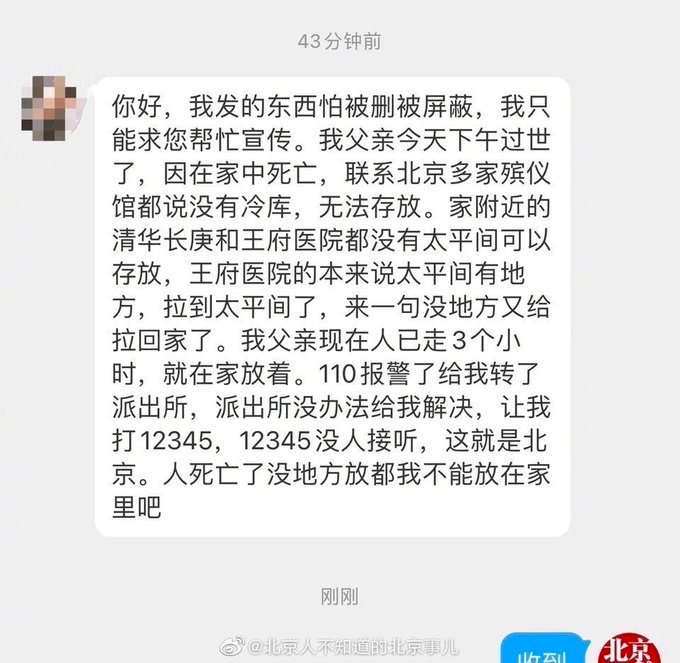 43分钟前
你好，我发的东西怕被删被屏蔽，我只
能求您帮忙宣传。我父亲今天下午过世
了，因在家中死亡，联系北京多家殡仪
馆都说没有冷库，无法存放。家附近的
清华长庚和王府医院都没有太平间可以
存放，王府医院的本来说太平间有地
方，拉到太平间了，来一句没地方又给
拉回家了。我父亲现在人已走3个小
时，就在家放着。110报警了给我转了
派出所，派出所没办法给我解决，让我
打12345，12345没人接听，这就是北
京。人死亡了没地方放都我不能放在家
里吧
刚刚
@北京人不知道的北京事儿
收到
北京